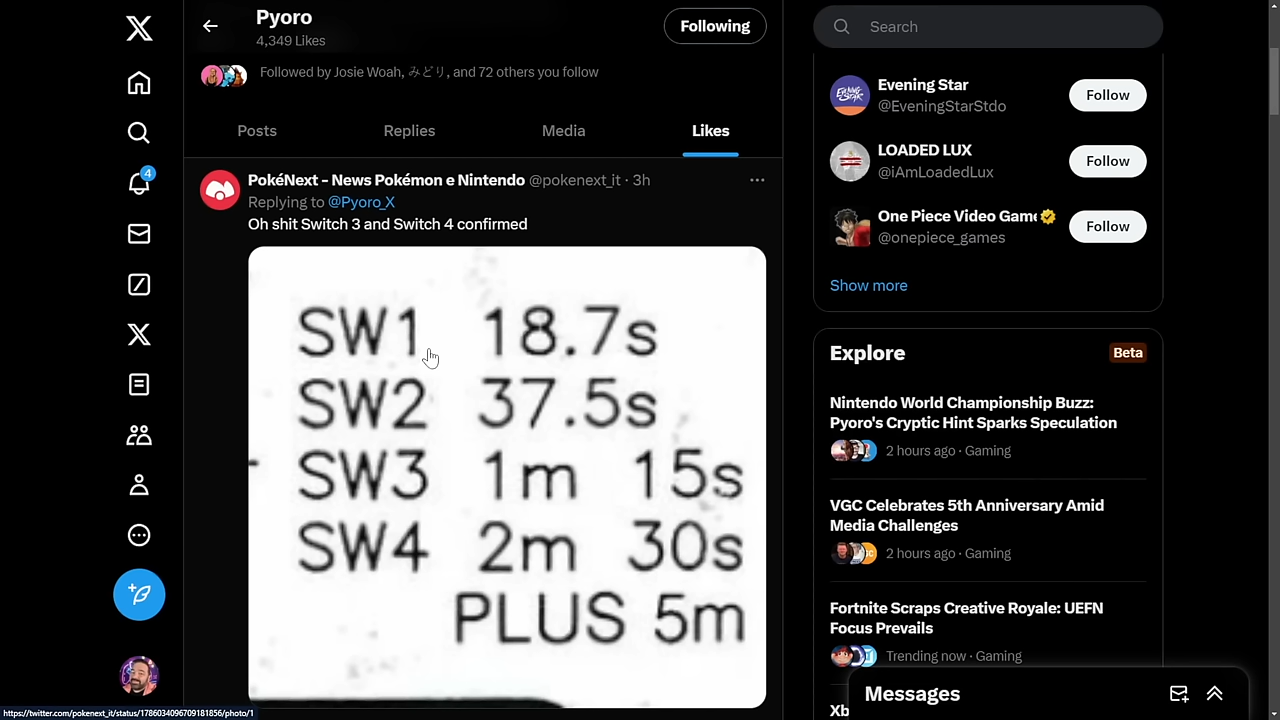 Pyoro
4,349 Likes
Following
Followed by Josie Woah, みどり, and 72 others you follow
Posts
Replies
Media
Likes
PokéNext - News Pokémon e Nintendo @pokenext_it · 3h
Replying to @Pyoro_X
Oh shit Switch 3 and Switch 4 confirmed
SW1 18.7s
SW2 37.5s
SW3 1m 15s
SW4 2m 30s
PLUS 5m
4
https://twitter.com/pokenext_it/status/1786034096709181856/photo/1
Search
Evening Star
@EveningStarStdo
Follow
LOADED LUX
@iAmLoadedLux
Follow
One Piece Video Game
@onepiece_games
Follow
Show more
Explore
Beta
Nintendo World Championship Buzz:
Pyoro's Cryptic Hint Sparks Speculation
2 hours ago · Gaming
VGC Celebrates 5th Anniversary Amid
Media Challenges
2 hours ago · Gaming
Fortnite Scraps Creative Royale: UEFN
Focus Prevails
Trending now · Gaming
Xb
Messages